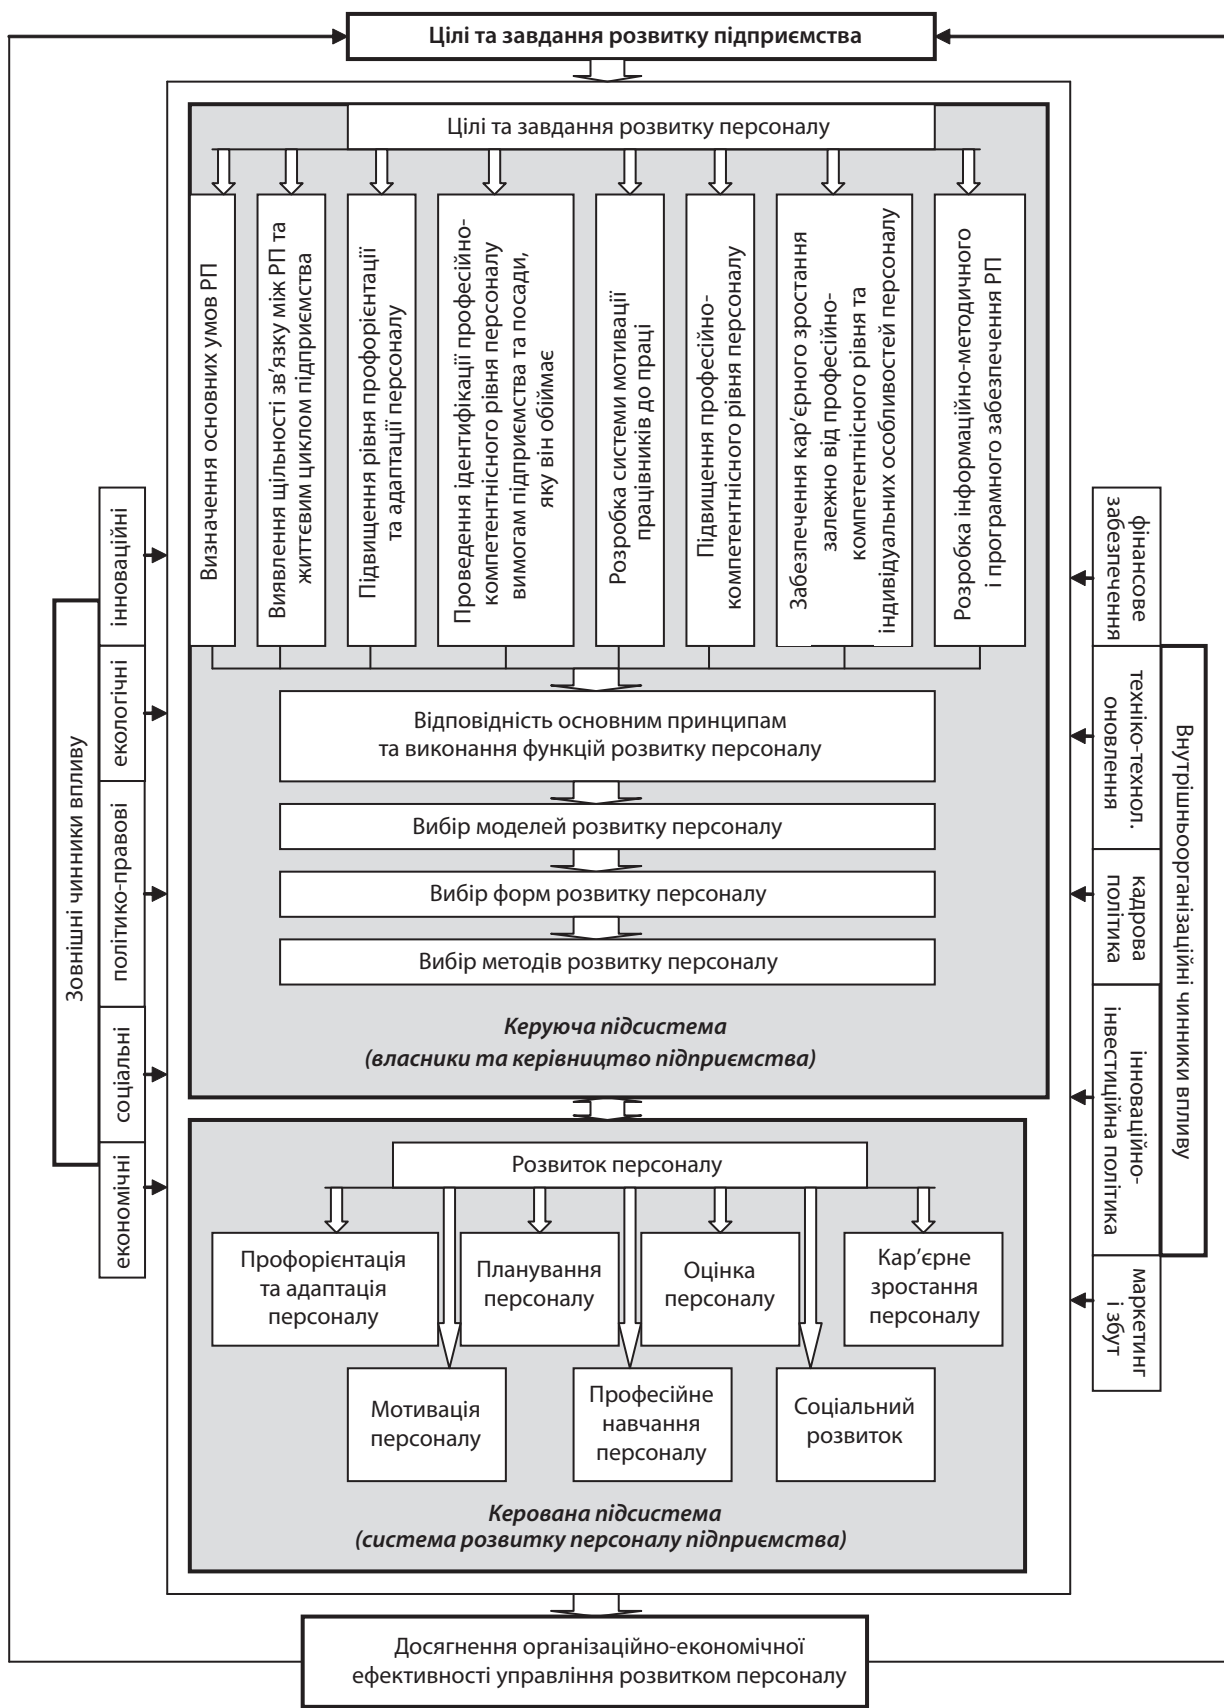 Цілі та завдання розвитку підприємства
Цілі та завдання розвитку персоналу
Визначення основних умов РП
Виявлення щільності зв’язку між РП та
життєвим циклом підприємства
Підвищення рівня профорієнтації
та адаптації персоналу
Проведення ідентифікації професійно-
компетентнісного рівня персоналу
вимогам підприємства та посади,
яку він обіймає
Розробка системи мотивації
працівників до праці
Підвищення професійно-
компетентнісного рівня персоналу
Забезпечення кар’єрного зростання
залежно від професійно-
компетентнісного рівня та
індивідуальних особливостей персоналу
Розробка інформаційно-методичного
і програмного забезпечення РП
Зовнішні чинники впливу
інноваційні
екологічні
політико-правові
соціальні
економічні
Відповідність основним принципам
та виконання функцій розвитку персоналу
Вибір моделей розвитку персоналу
Вибір форм розвитку персоналу
Вибір методів розвитку персоналу
Керуюча підсистема
(власники та керівництво підприємства)
фінансове
забезпечення
техніко-технол.
оновлення
кадрова
політика
інноваційно-
інвестиційна політика
маркетинг
і збут
Внутрішньоорганізаційні чинники впливу
Розвиток персоналу
Профорієнтація
та адаптація
персоналу
Планування
персоналу
Оцінка
персоналу
Кар’єрне
зростання
персоналу
Мотивація
персоналу
Професійне
навчання
персоналу
Соціальний
розвиток
Керована підсистема
(система розвитку персоналу підприємства)
Досягнення організаційно-економічної
ефективності управління розвитком персоналу